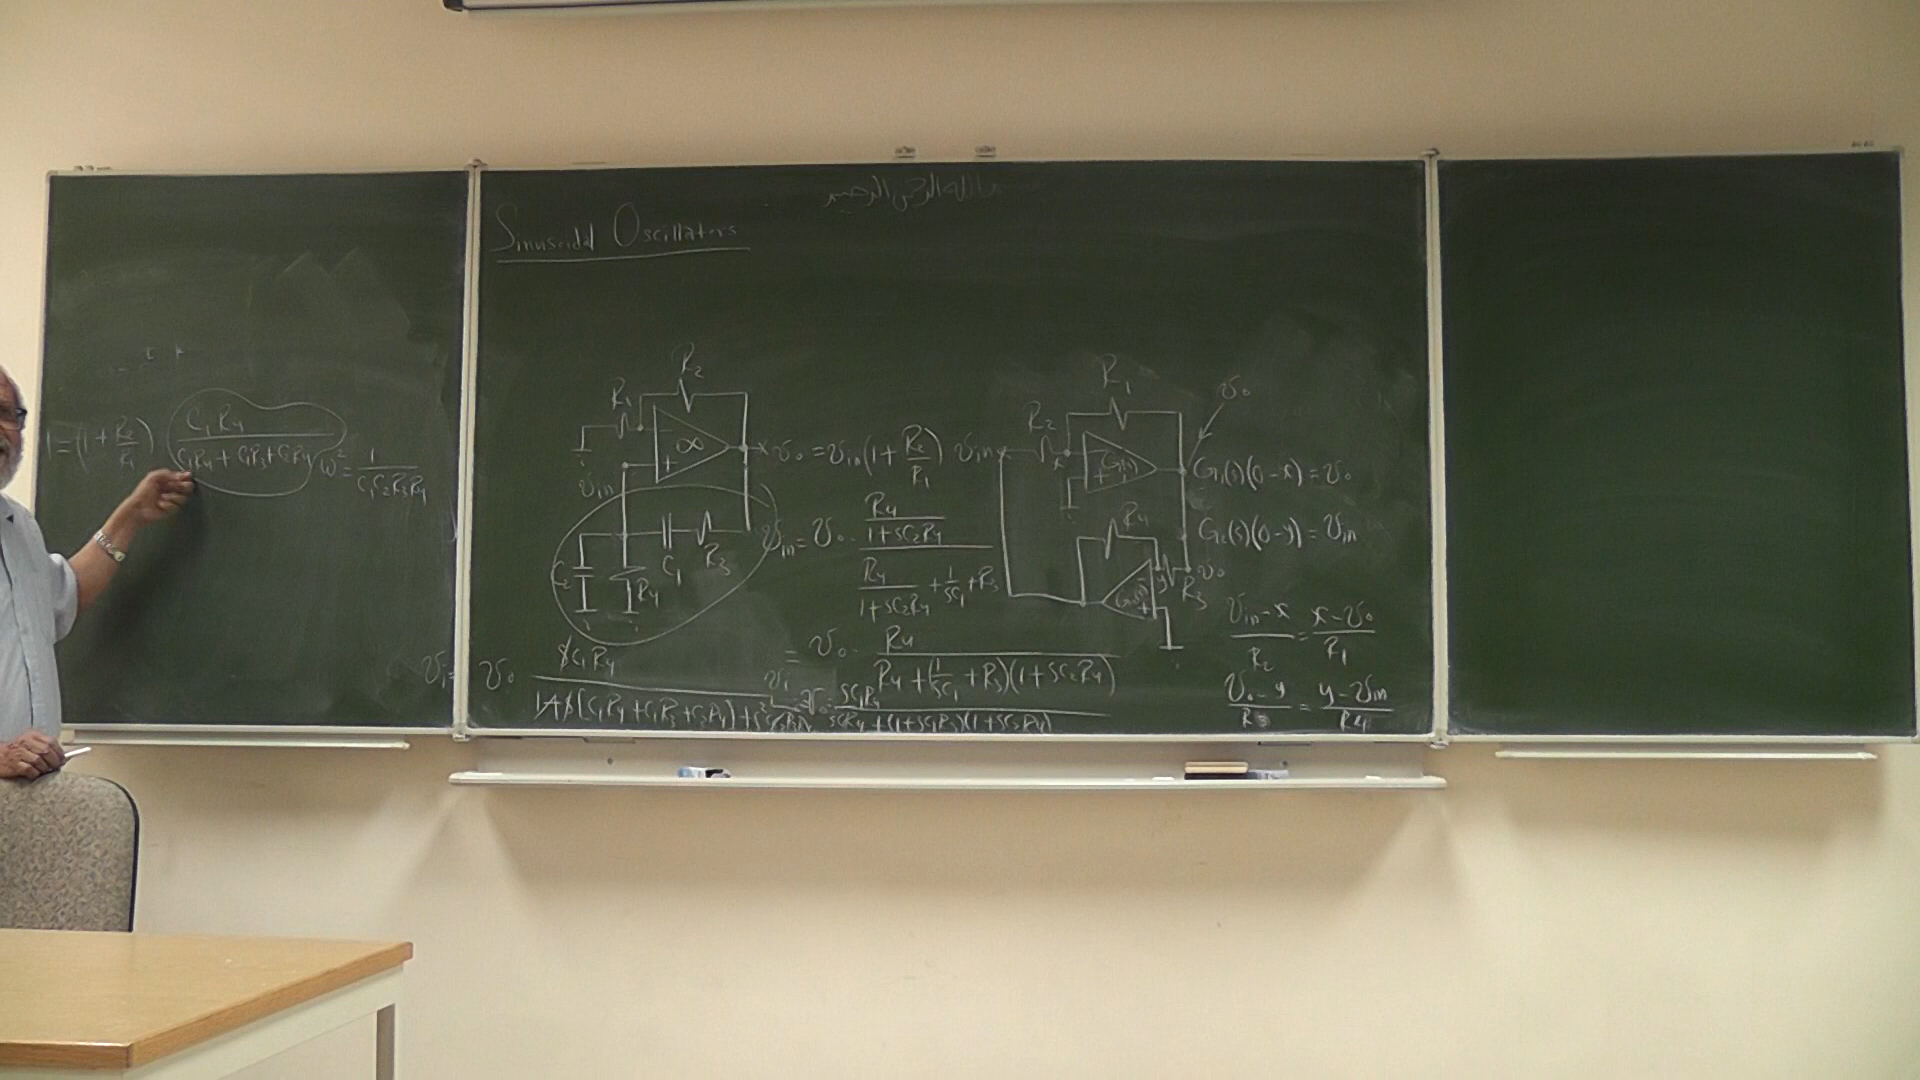 Sinusoidal Oscillators
1 = (1 + R₂/R₁) (C₁R₄ / (C₁R₄ + C₁R₃ + C₂R₄))
ω² = 1/(C₁C₂R₃R₄)
R₂
R₁
∞
v₀ = vᵢₙ(1 + R₂/R₁)
vᵢₙ
C₂
R₄
C₁
R₃
vᵢₙ = v₀ · (R₄/(1+sC₂R₄)) / (R₄/(1+sC₂R₄) + 1/sC₁ + R₃)
= v₀ · R₄ / (R₄ + (1/sC₁ + R₃)(1+sC₂R₄))
vᵢ = v₀ · sC₁R₄ / (sC₁R₄ + (1+sC₁R₃)(1+sC₂R₄))
R₁
R₂
v₀
vᵢₙ
x
G₁(s)
G₁(s)(0-x) = v₀
G₂(s)(0-y) = vᵢₙ
R₄
y
R₃
v₀
G₂(s)
(vᵢₙ-x)/R₂ = (x-v₀)/R₁
(v₀-y)/R₃ = (y-vᵢₙ)/R₄